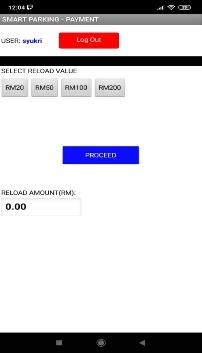 12:04
SMART PARKING - PAYMENT
USER: syukri Log Out
SELECT RELOAD VALUE
RM20 RM50 RM100 RM200
PROCEED
RELOAD AMOUNT(RM):
0.00